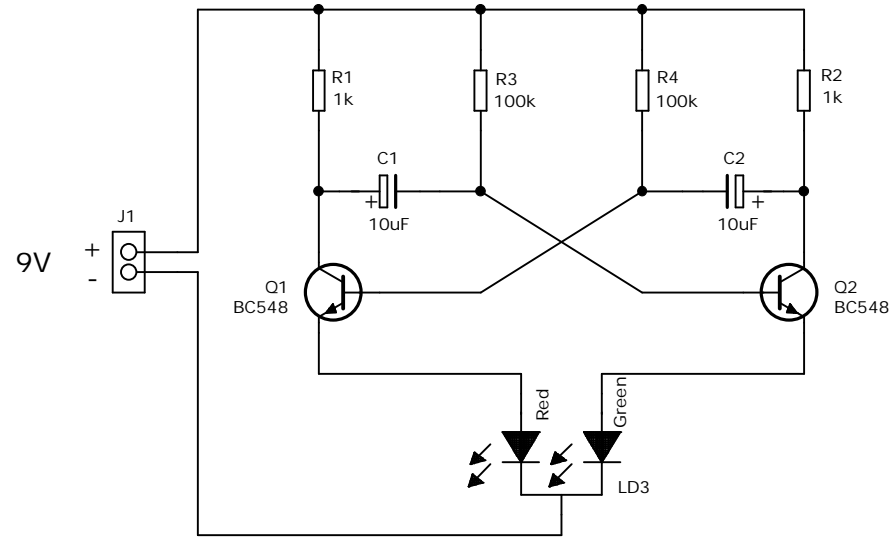 R1
1k
R3
100k
R4
100k
R2
1k
C1
+
10uF
C2
+
10uF
J1
9V
+
-
Q1
BC548
Q2
BC548
Red
Green
LD3